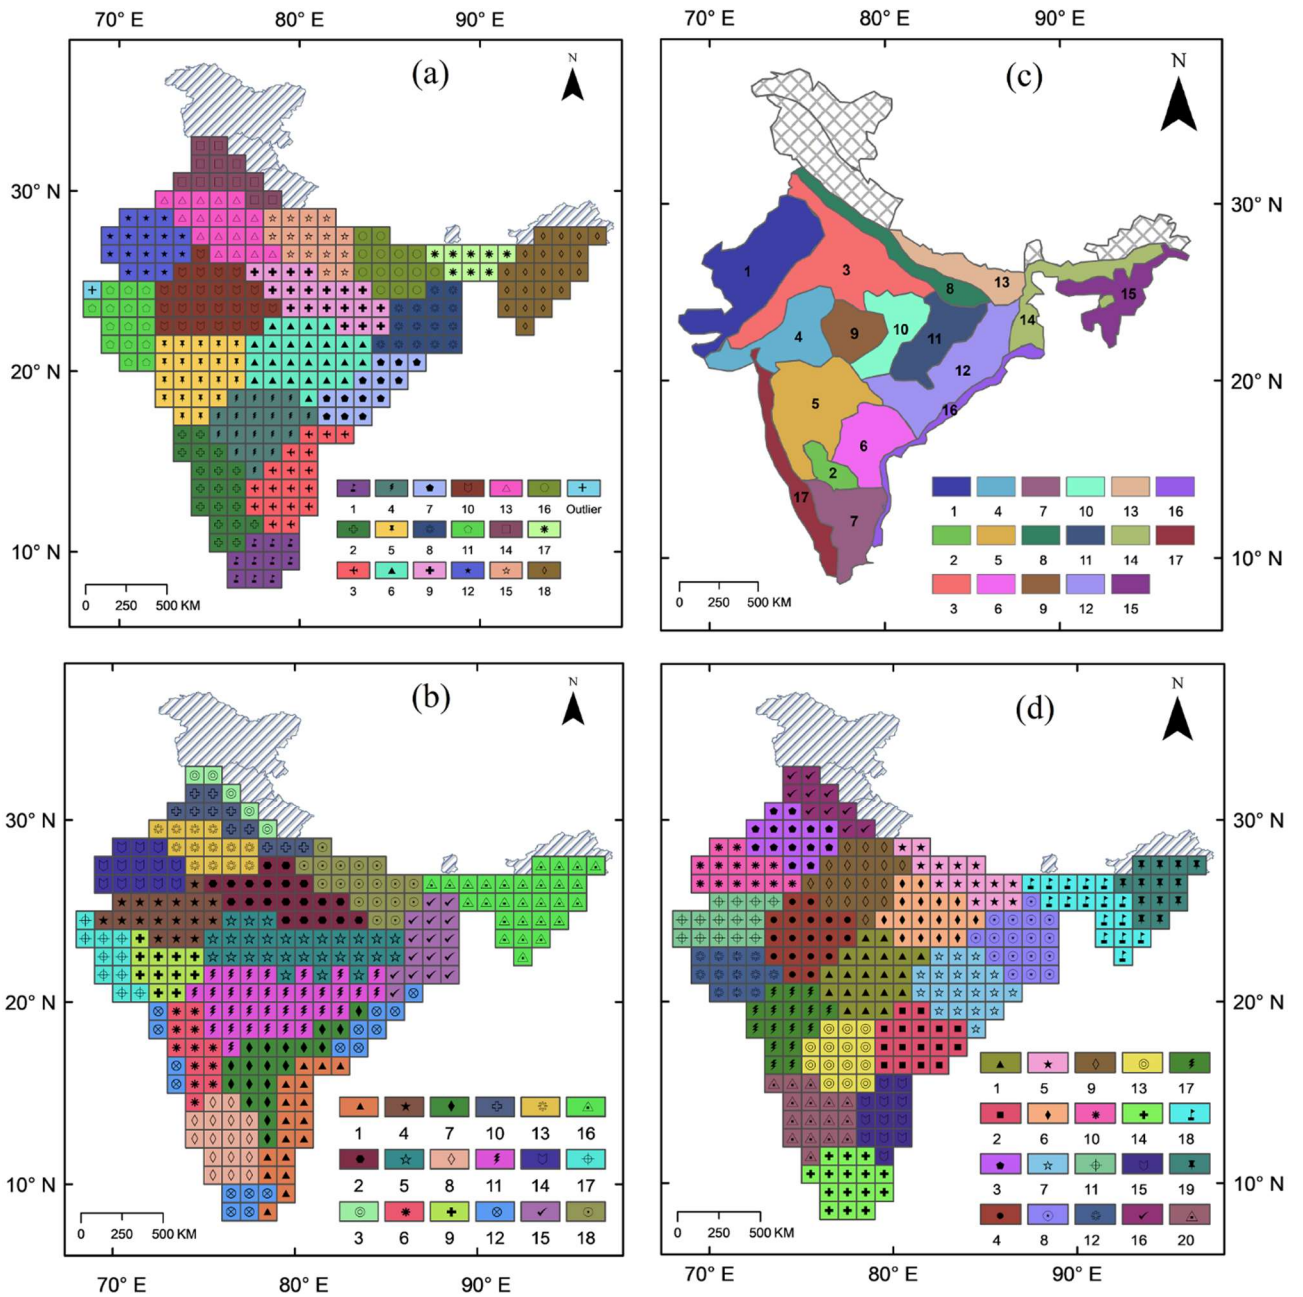 70° E 80° E 90° E 70° E 80° E 90° E
(a) N
30° N
20° N
10° N
1 4 7 10 13 16 Outlier
2 5 8 11 14 17
3 6 9 12 15 18
0 250 500 KM
(c) N
30° N
20° N
10° N
1
3
8
13
15
4
9
10
11
14
12
5
16
6
2
17
7
1 4 7 10 13 16
2 5 8 11 14 17
3 6 9 12 15
0 250 500 KM
(b) N
30° N
20° N
10° N
1 4 7 10 13 16
2 5 8 11 14 17
3 6 9 12 15 18
0 250 500 KM
(d) N
30° N
20° N
10° N
1 5 9 13 17
2 6 10 14 18
3 7 11 15 19
4 8 12 16 20
0 250 500 KM
70° E 80° E 90° E 70° E 80° E 90° E